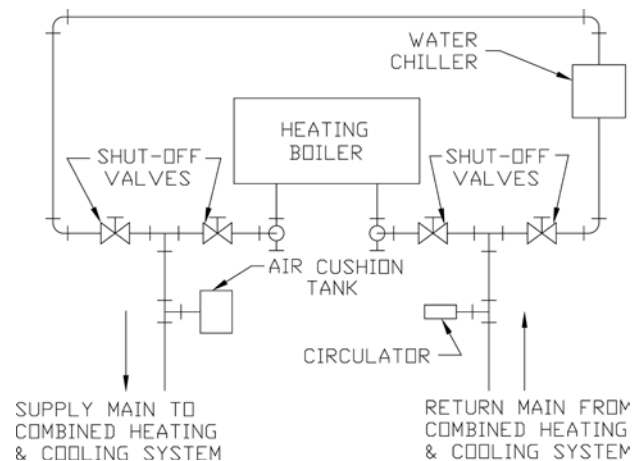 WATER
CHILLER
HEATING
BOILER
SHUT-OFF
VALVES
SHUT-OFF
VALVES
AIR CUSHION
TANK
CIRCULATOR
SUPPLY MAIN TO
COMBINED HEATING
& COOLING SYSTEM
RETURN MAIN FROM
COMBINED HEATING
& COOLING SYSTEM